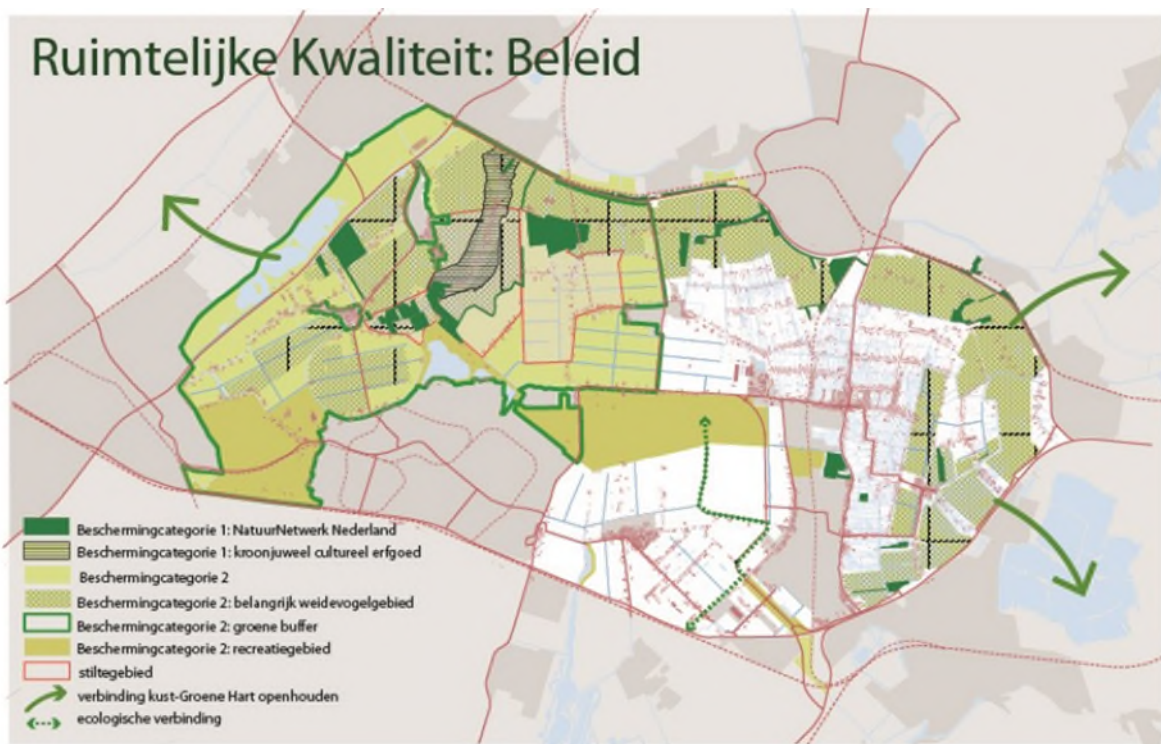 Ruimtelijke Kwaliteit: Beleid
Beschermingcategorie 1: NatuurNetwerk Nederland
Beschermingcategorie 1: kroonjuweel cultureel erfgoed
Beschermingcategorie 2
Beschermingcategorie 2: belangrijk weidevogelgebied
Beschermingcategorie 2: groene buffer
Beschermingcategorie 2: recreatiegebied
stiltegebied
verbinding kust-Groene Hart openhouden
ecologische verbinding